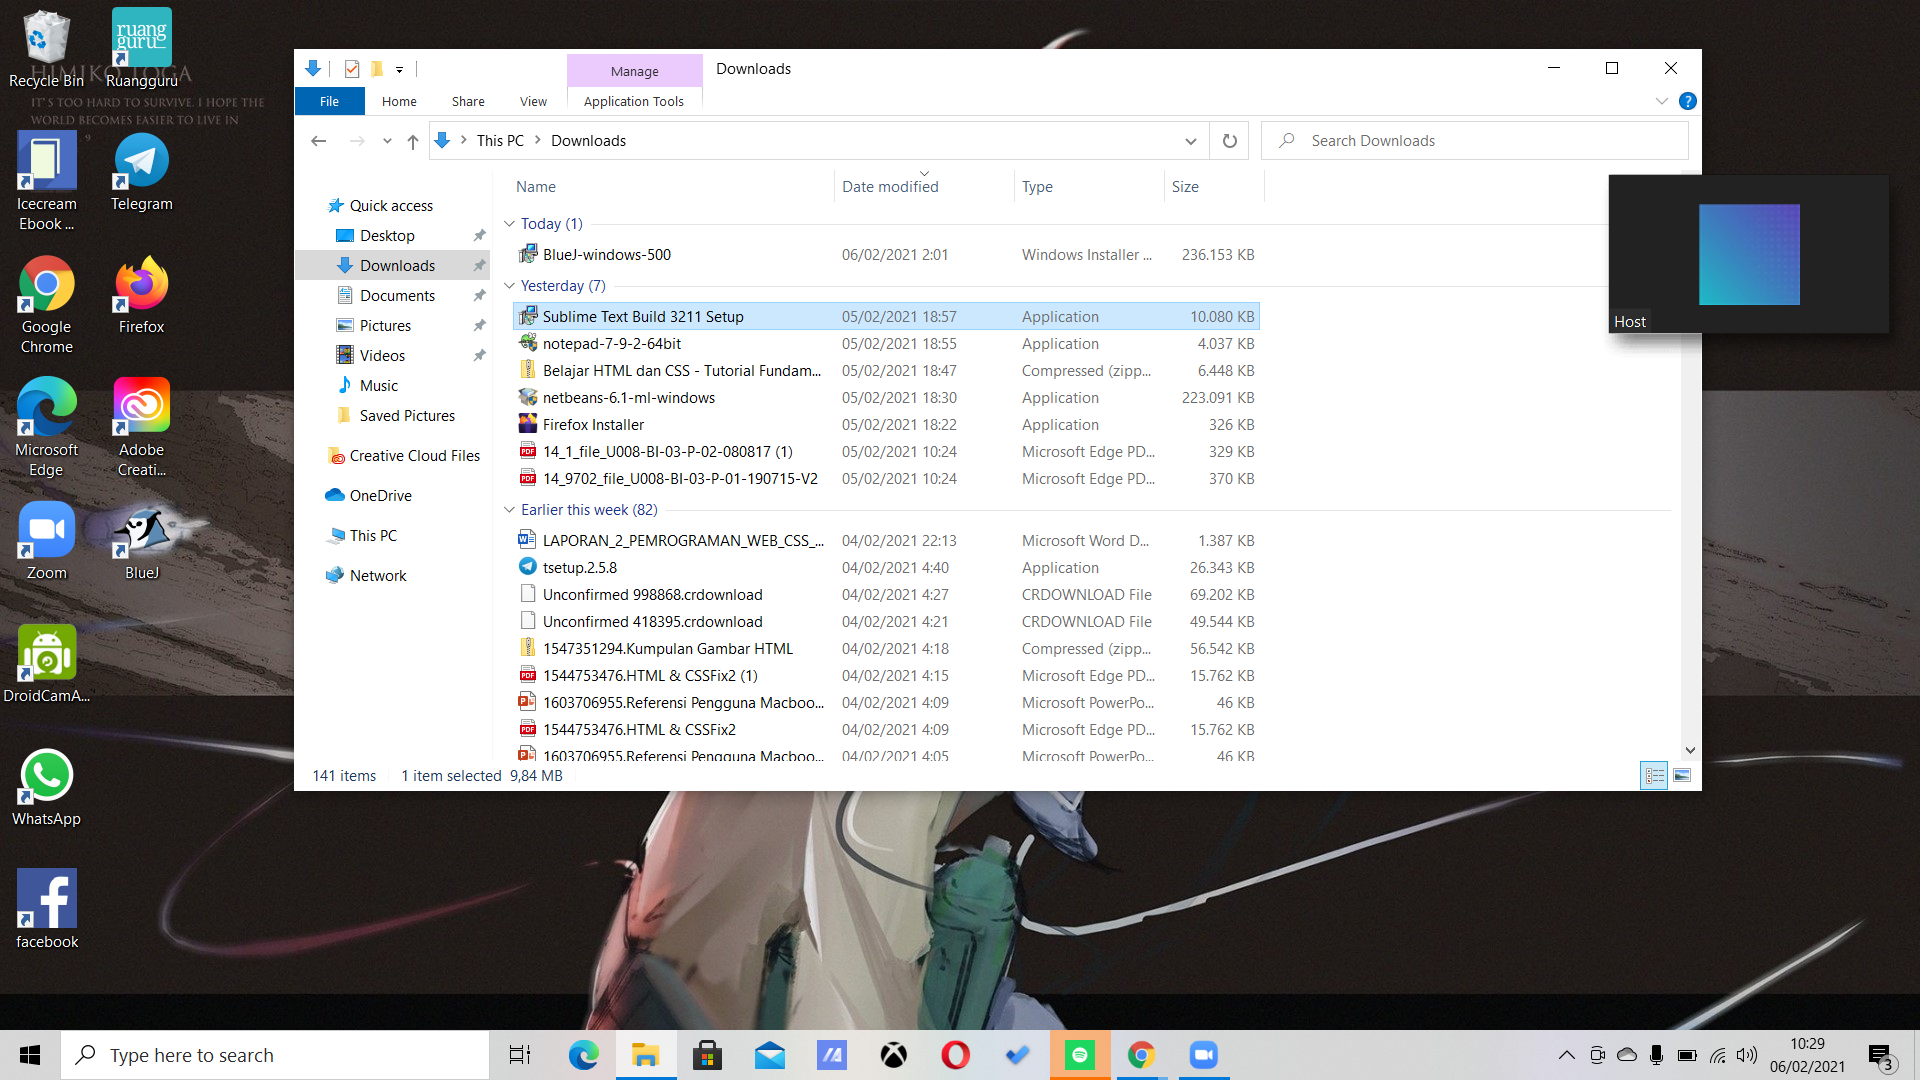 Recycle Bin
ruang
guru
Ruangguru
HIMIKO TOGA
IT'S TOO HARD TO SURVIVE. I HOPE THE
WORLD BECOMES EASIER TO LIVE IN
Icecream
Ebook ...
Telegram
Google
Chrome
Firefox
Microsoft
Edge
Adobe
Creati...
Zoom
BlueJ
DroidCamA...
WhatsApp
facebook
Manage
Downloads
File
Home
Share
View
Application Tools
This PC
Downloads
Search Downloads
Quick access
Desktop
Downloads
Documents
Pictures
Videos
Music
Saved Pictures
Creative Cloud Files
OneDrive
This PC
Network
Name Date modified Type Size
Today (1)
BlueJ-windows-500 06/02/2021 2:01 Windows Installer ... 236.153 KB
Yesterday (7)
Sublime Text Build 3211 Setup 05/02/2021 18:57 Application 10.080 KB
notepad-7-9-2-64bit 05/02/2021 18:55 Application 4.037 KB
Belajar HTML dan CSS - Tutorial Fundam... 05/02/2021 18:47 Compressed (zipp... 6.448 KB
netbeans-6.1-ml-windows 05/02/2021 18:30 Application 223.091 KB
Firefox Installer 05/02/2021 18:22 Application 326 KB
14_1_file_U008-BI-03-P-02-080817 (1) 05/02/2021 10:24 Microsoft Edge PD... 329 KB
14_9702_file_U008-BI-03-P-01-190715-V2 05/02/2021 10:24 Microsoft Edge PD... 370 KB
Earlier this week (82)
LAPORAN_2_PEMROGRAMAN_WEB_CSS_... 04/02/2021 22:13 Microsoft Word D... 1.387 KB
tsetup.2.5.8 04/02/2021 4:40 Application 26.343 KB
Unconfirmed 998868.crdownload 04/02/2021 4:27 CRDOWNLOAD File 69.202 KB
Unconfirmed 418395.crdownload 04/02/2021 4:21 CRDOWNLOAD File 49.544 KB
1547351294.Kumpulan Gambar HTML 04/02/2021 4:18 Compressed (zipp... 56.542 KB
1544753476.HTML & CSSFix2 (1) 04/02/2021 4:15 Microsoft Edge PD... 15.762 KB
1603706955.Referensi Pengguna Macboo... 04/02/2021 4:09 Microsoft PowerPo... 46 KB
1544753476.HTML & CSSFix2 04/02/2021 4:09 Microsoft Edge PD... 15.762 KB
1603706955.Referensi Pengguna Macboo... 04/02/2021 4:05 Microsoft PowerPo... 46 KB
141 items 1 item selected 9,84 MB
Host
Type here to search
10:29
06/02/2021
3